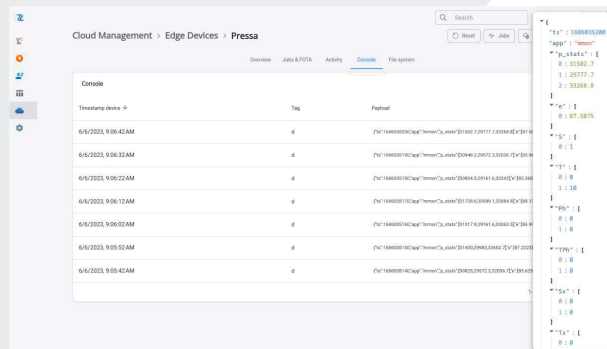 Search
Cloud Management > Edge Devices > Pressa
Reset
Jobs
Overview Jobs & FOTA Activity Console File system
Console
Timestamp device Tag Payload
6/6/2023, 9:06:42 AM d
6/6/2023, 9:06:32 AM d
6/6/2023, 9:06:22 AM d
6/6/2023, 9:06:12 AM d
6/6/2023, 9:06:02 AM d
6/6/2023, 9:05:52 AM d
6/6/2023, 9:05:42 AM d
{
"ts" : 1686035200
"app" : "mmon"
"p_stats" : [
0 : 31502.7
1 : 29777.7
2 : 33268.8
]
"e" : [
0 : 87.5075
]
"S" : [
0 : 1
]
"T" : [
0 : 0
1 : 10
]
"Ph" : [
0 : 0
1 : 0
]
"TPh" : [
0 : 0
1 : 0
]
"Sx" : [
0 : 0
1 : 0
]
"Tx" : [
0 : 0